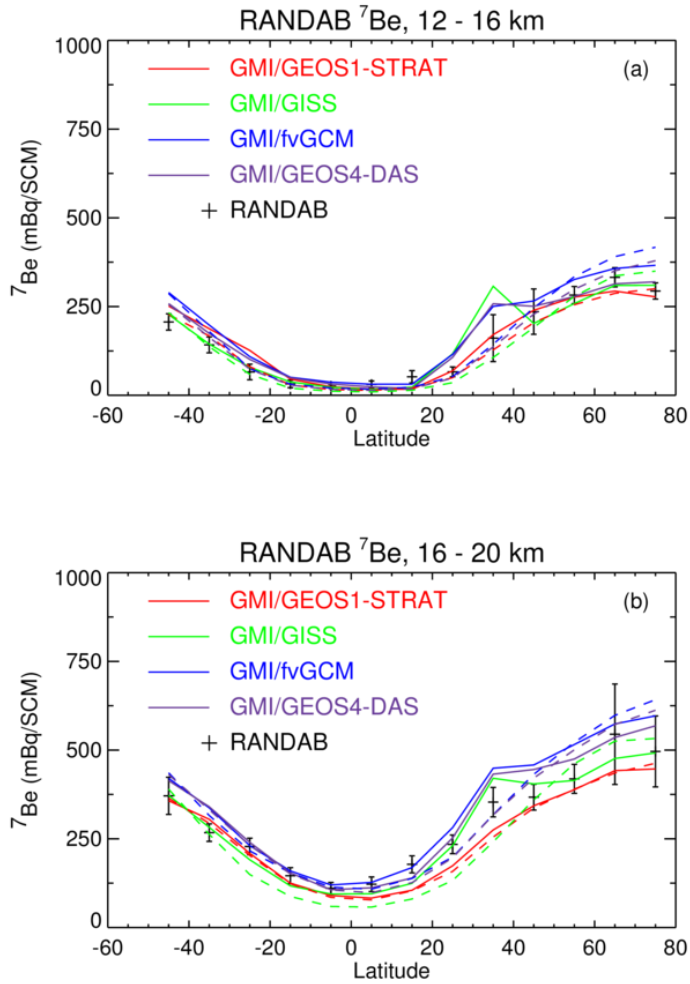 RANDAB ⁷Be, 12 - 16 km
1000
GMI/GEOS1-STRAT
(a)
GMI/GISS
750
GMI/fvGCM
GMI/GEOS4-DAS
RANDAB
500
250
0
⁷Be (mBq/SCM)
-60 -40 -20 0 20 40 60 80
Latitude
RANDAB ⁷Be, 16 - 20 km
1000
GMI/GEOS1-STRAT
(b)
GMI/GISS
750
GMI/fvGCM
GMI/GEOS4-DAS
RANDAB
500
250
0
⁷Be (mBq/SCM)
-60 -40 -20 0 20 40 60 80
Latitude